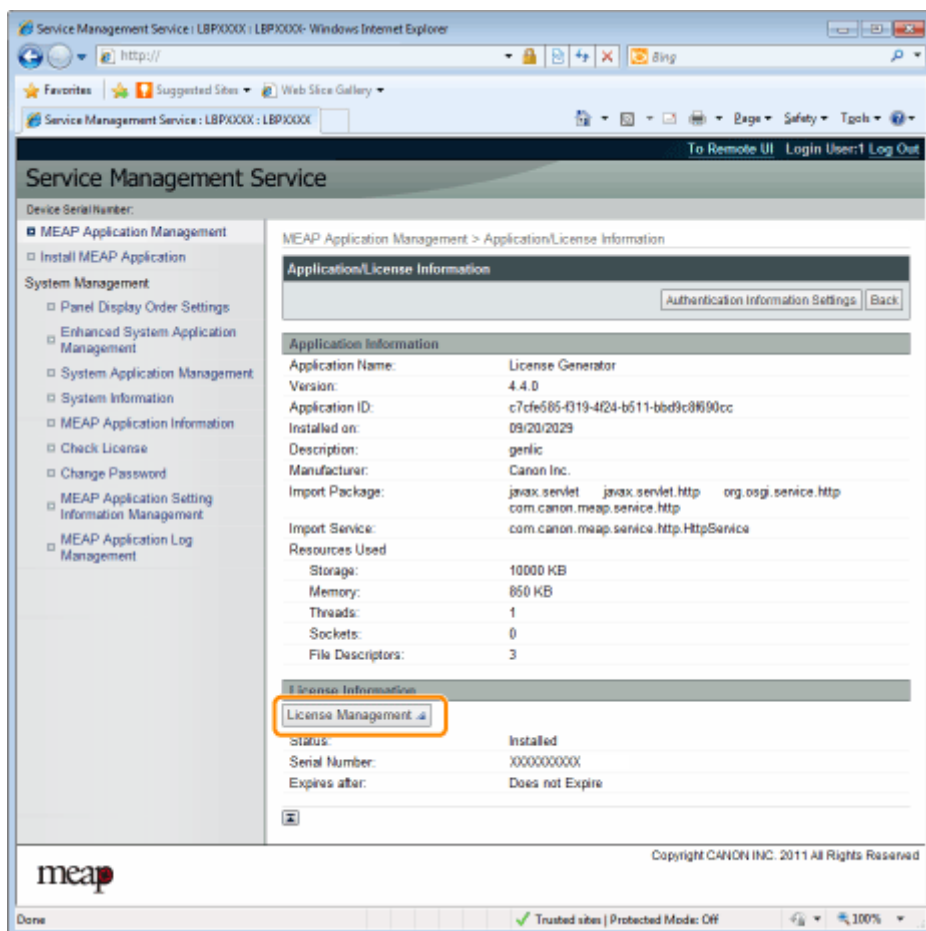 Service Management Service : LBPXXXX : LBPXXXX- Windows Internet Explorer
http://
Bing
Favorites Suggested Sites Web Slice Gallery
Service Management Service : LBPXXXX : LBPXXXX
Page Safety Tools
To Remote UI Login User:1 Log Out
Service Management Service
Device Serial Number:
MEAP Application Management
Install MEAP Application
System Management
Panel Display Order Settings
Enhanced System Application
Management
System Application Management
System Information
MEAP Application Information
Check License
Change Password
MEAP Application Setting
Information Management
MEAP Application Log
Management
MEAP Application Management > Application/License Information
Application/License Information
Authentication Information Settings Back
Application Information
Application Name: License Generator
Version: 4.4.0
Application ID: c7cfe585-f319-4f24-b511-bbd9c8f690cc
Installed on: 09/20/2029
Description: genlic
Manufacturer: Canon Inc.
Import Package: javax.servlet javax.servlet.http org.osgi.service.http
com.canon.meap.service.http
Import Service: com.canon.meap.service.http.HttpService
Resources Used
Storage: 10000 KB
Memory: 850 KB
Threads: 1
Sockets: 0
File Descriptors: 3
License Information
License Management
Status: Installed
Serial Number: XXXXXXXXXX
Expires after: Does not Expire
Copyright CANON INC. 2011 All Rights Reserved
meap
Done Trusted sites | Protected Mode: Off 100%